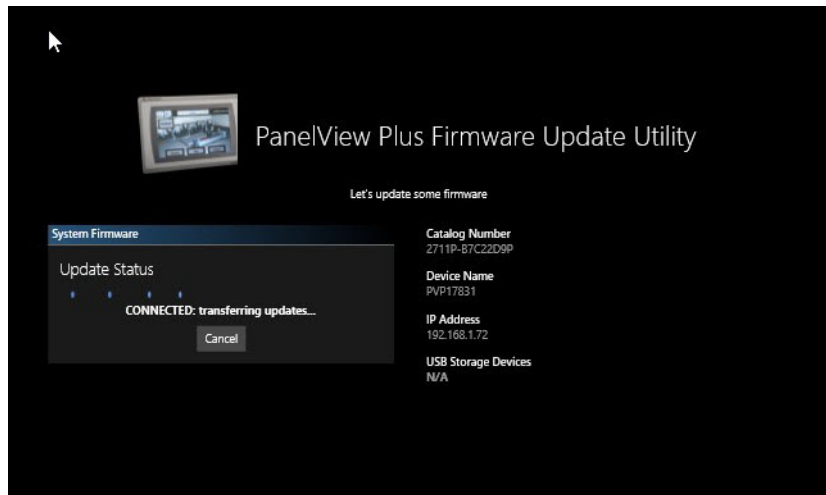 PanelView Plus Firmware Update Utility
Let's update some firmware
System Firmware
Update Status
CONNECTED: transferring updates...
Cancel
Catalog Number
2711P-B7C22D9P
Device Name
PVP17831
IP Address
192.168.1.72
USB Storage Devices
N/A